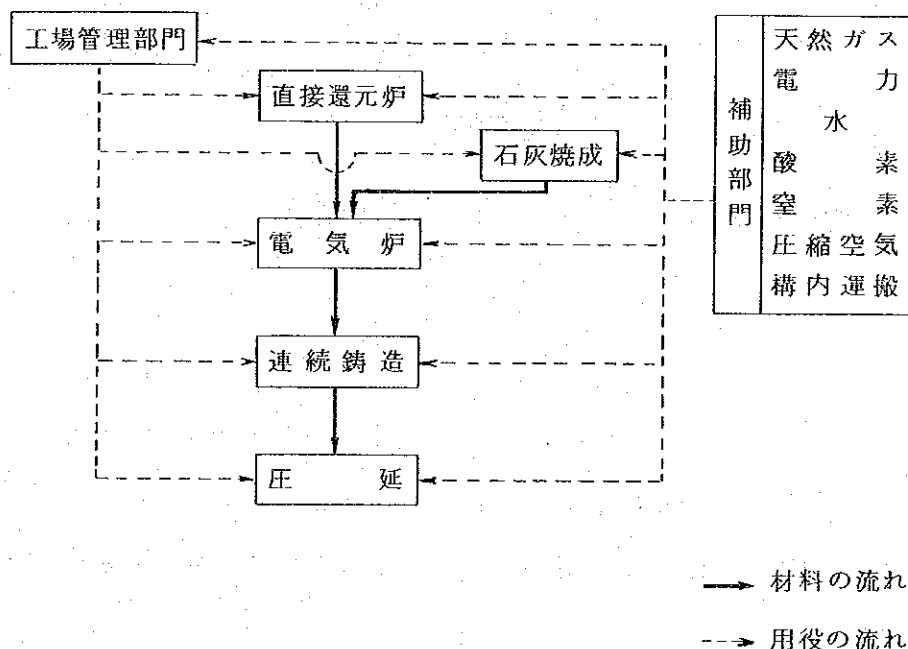 工場管理部門
直接還元炉
石灰焼成
電気炉
連続鋳造
圧延
補助部門
天然ガス
電力
水
酸素
窒素
圧縮空気
構内運搬
材料の流れ
用役の流れ